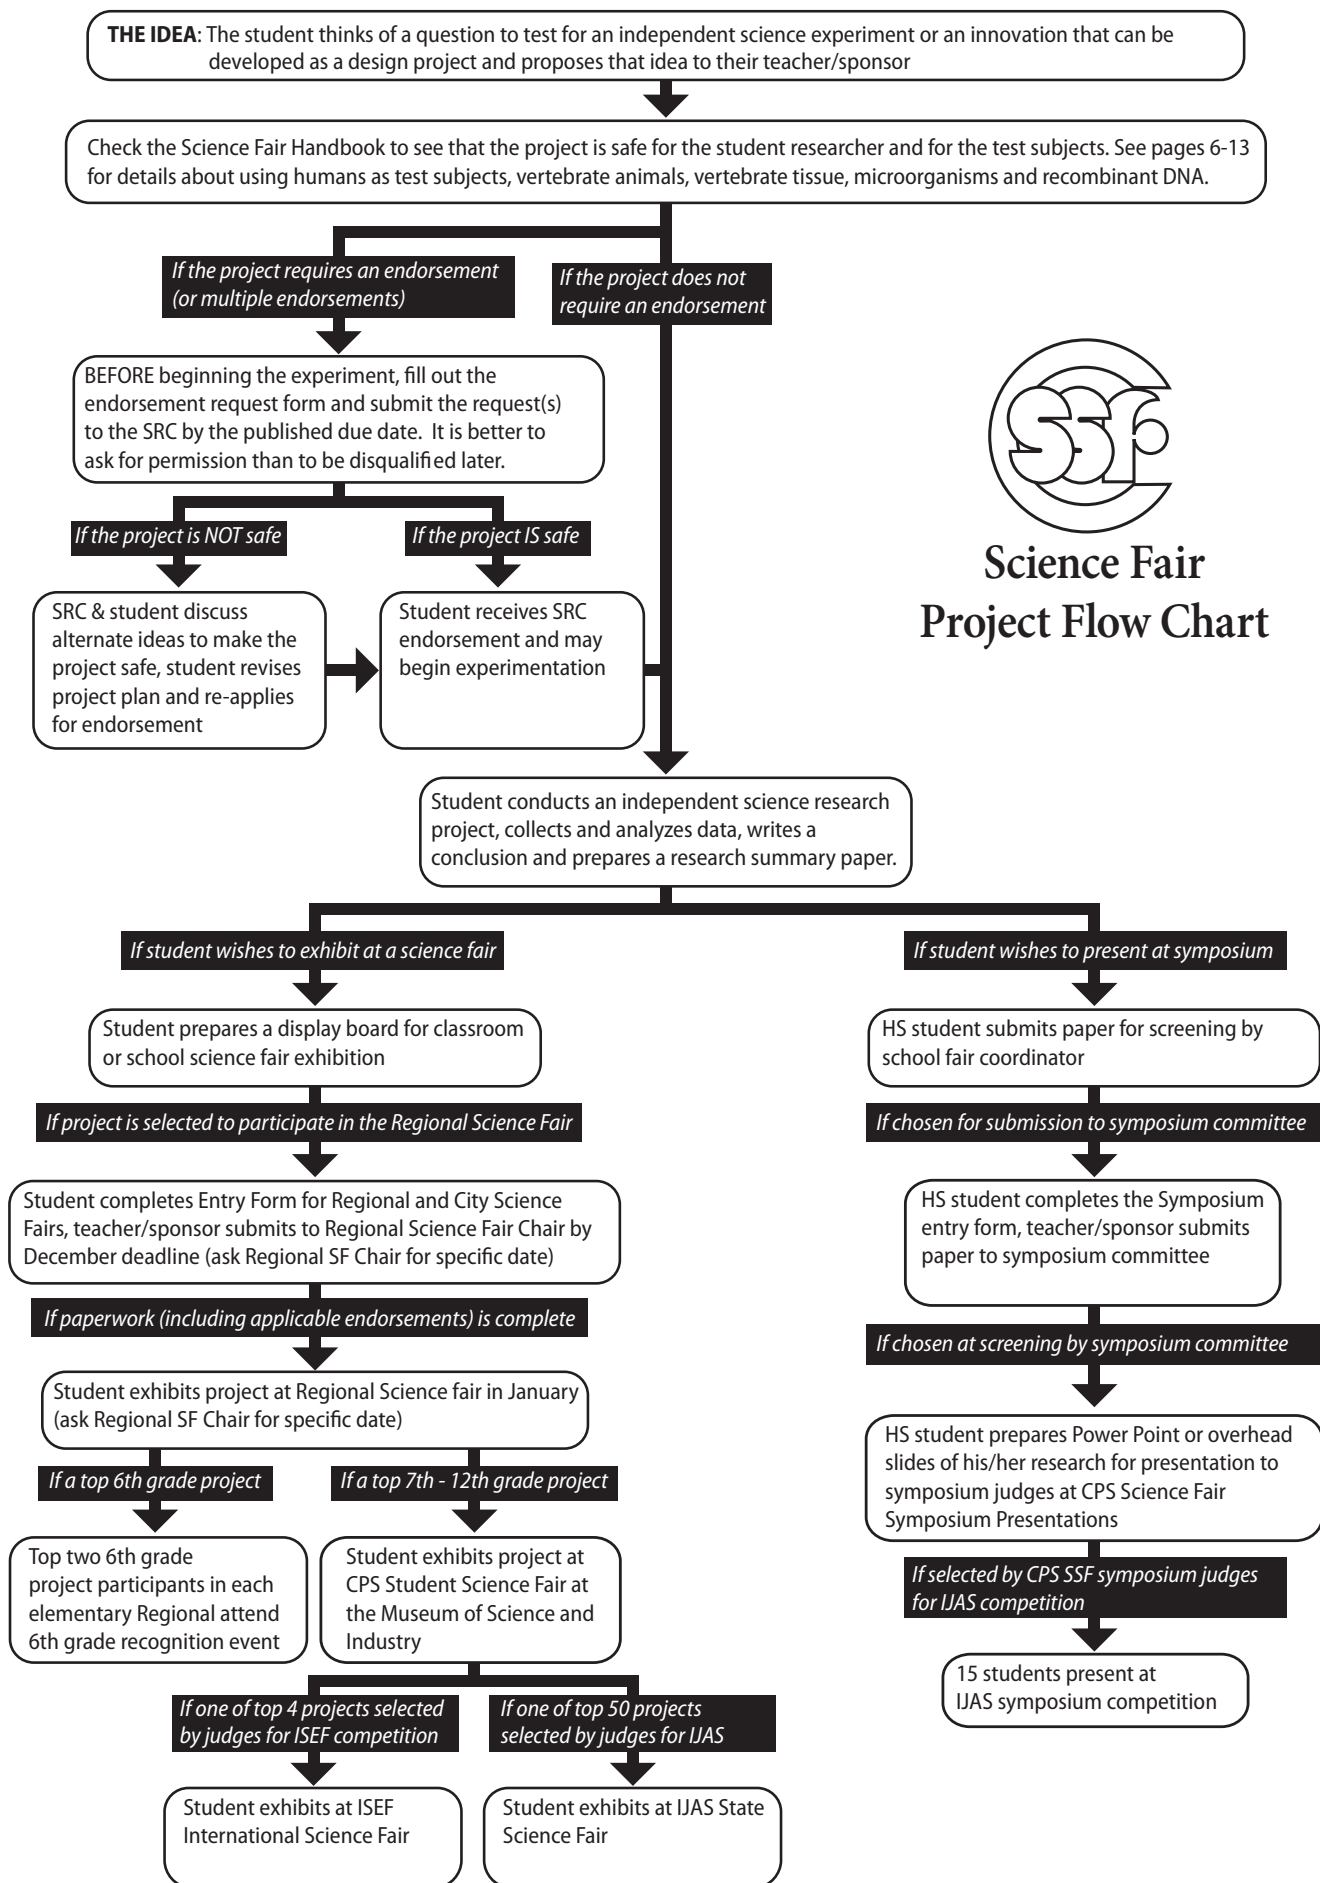 THE IDEA: The student thinks of a question to test for an independent science experiment or an innovation that can be
developed as a design project and proposes that idea to their teacher/sponsor
Check the Science Fair Handbook to see that the project is safe for the student researcher and for the test subjects. See pages 6-13
for details about using humans as test subjects, vertebrate animals, vertebrate tissue, microorganisms and recombinant DNA.
If the project requires an endorsement
(or multiple endorsements)
If the project does not
require an endorsement
BEFORE beginning the experiment, fill out the
endorsement request form and submit the request(s)
to the SRC by the published due date. It is better to
ask for permission than to be disqualified later.
If the project is NOT safe
If the project IS safe
SRC & student discuss
alternate ideas to make the
project safe, student revises
project plan and re-applies
for endorsement
Student receives SRC
endorsement and may
begin experimentation
SSF
Science Fair
Project Flow Chart
Student conducts an independent science research
project, collects and analyzes data, writes a
conclusion and prepares a research summary paper.
If student wishes to exhibit at a science fair
Student prepares a display board for classroom
or school science fair exhibition
If project is selected to participate in the Regional Science Fair
Student completes Entry Form for Regional and City Science
Fairs, teacher/sponsor submits to Regional Science Fair Chair by
December deadline (ask Regional SF Chair for specific date)
If paperwork (including applicable endorsements) is complete
Student exhibits project at Regional Science fair in January
(ask Regional SF Chair for specific date)
If a top 6th grade project
If a top 7th - 12th grade project
Top two 6th grade
project participants in each
elementary Regional attend
6th grade recognition event
Student exhibits project at
CPS Student Science Fair at
the Museum of Science and
Industry
If one of top 4 projects selected
by judges for ISEF competition
If one of top 50 projects
selected by judges for IJAS
Student exhibits at ISEF
International Science Fair
Student exhibits at IJAS State
Science Fair
If student wishes to present at symposium
HS student submits paper for screening by
school fair coordinator
If chosen for submission to symposium committee
HS student completes the Symposium
entry form, teacher/sponsor submits
paper to symposium committee
If chosen at screening by symposium committee
HS student prepares Power Point or overhead
slides of his/her research for presentation to
symposium judges at CPS Science Fair
Symposium Presentations
If selected by CPS SSF symposium judges
for IJAS competition
15 students present at
IJAS symposium competition